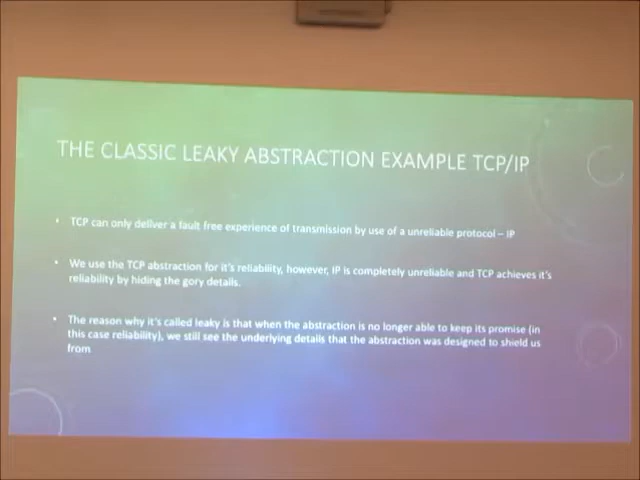 THE CLASSIC LEAKY ABSTRACTION EXAMPLE TCP/IP
• TCP can only deliver a fault free experience of transmission by use of a unreliable protocol – IP
• We use the TCP abstraction for it's reliability, however, IP is completely unreliable and TCP achieves it's
reliability by hiding the gory details.
• The reason why it's called leaky is that when the abstraction is no longer able to keep its promise (in
this case reliability), we still see the underlying details that the abstraction was designed to shield us
from